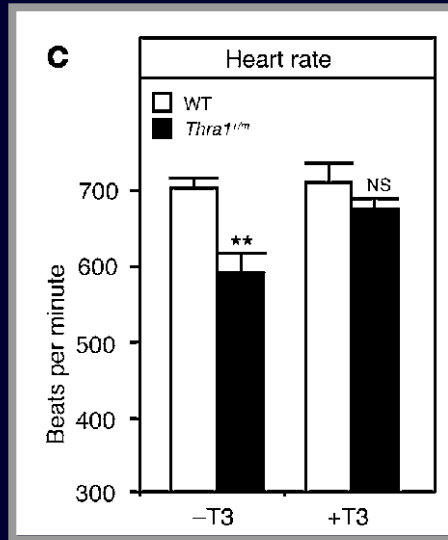 c
Heart rate
WT
Thra1
700
600
500
400
300
Beats per minute
**
NS
−T3
+T3